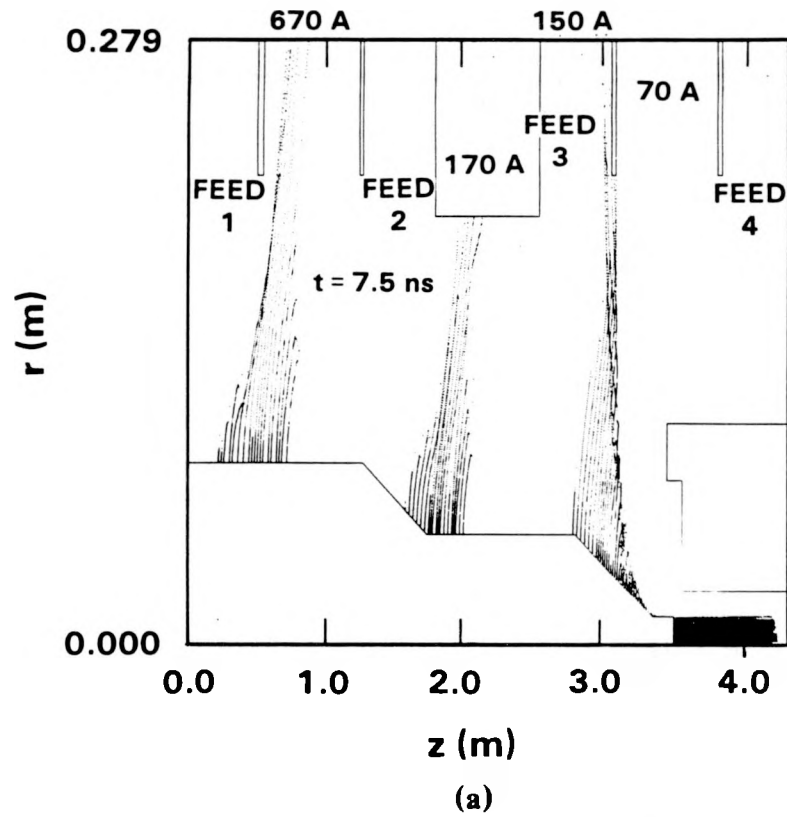 670 A
150 A
0.279
70 A
FEED
3
170 A
FEED
1
FEED
2
FEED
4
t = 7.5 ns
r (m)
0.000
0.0
1.0
2.0
3.0
4.0
z (m)
(a)